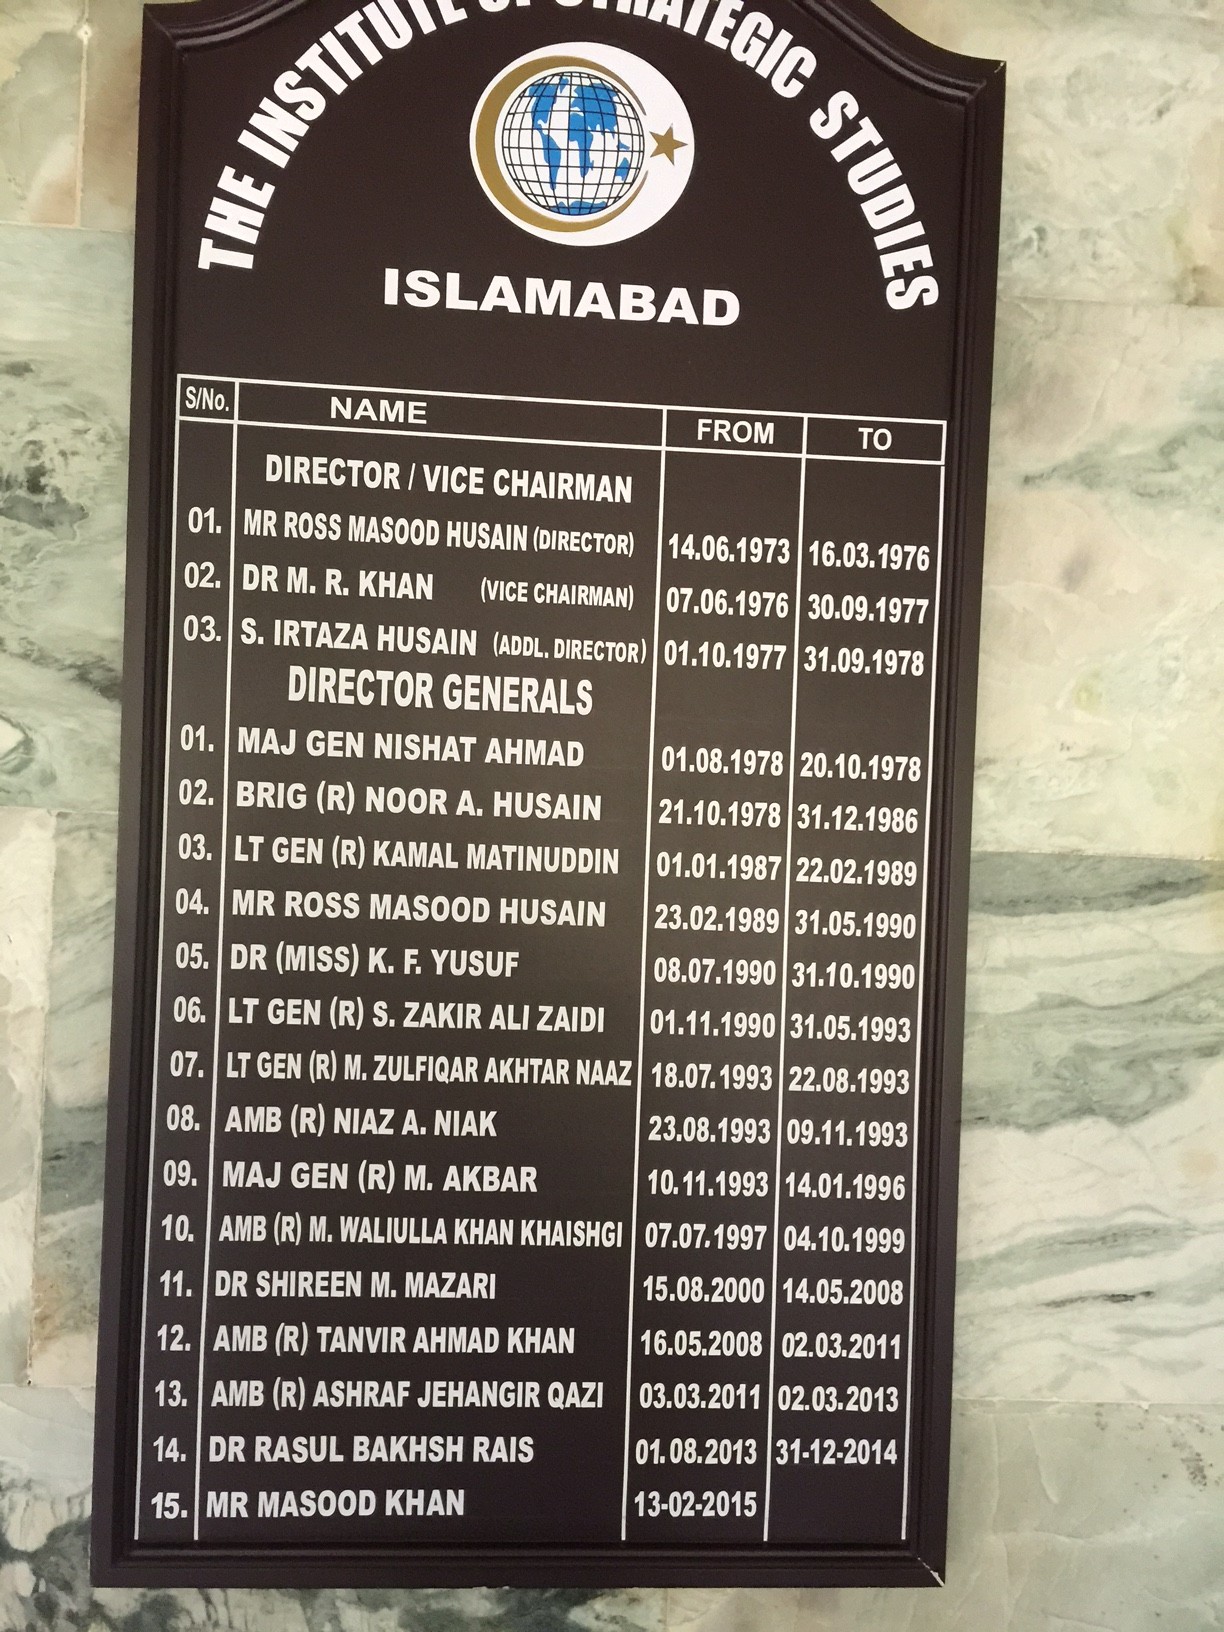 THE INSTITUTE OF STRATEGIC STUDIES
ISLAMABAD
S/No. NAME FROM TO
DIRECTOR / VICE CHAIRMAN
01. MR ROSS MASOOD HUSAIN (DIRECTOR) 14.06.1973 16.03.1976
02. DR M. R. KHAN (VICE CHAIRMAN) 07.06.1976 30.09.1977
03. S. IRTAZA HUSAIN (ADDL. DIRECTOR) 01.10.1977 31.09.1978
DIRECTOR GENERALS
01. MAJ GEN NISHAT AHMAD 01.08.1978 20.10.1978
02. BRIG (R) NOOR A. HUSAIN 21.10.1978 31.12.1986
03. LT GEN (R) KAMAL MATINUDDIN 01.01.1987 22.02.1989
04. MR ROSS MASOOD HUSAIN 23.02.1989 31.05.1990
05. DR (MISS) K. F. YUSUF 08.07.1990 31.10.1990
06. LT GEN (R) S. ZAKIR ALI ZAIDI 01.11.1990 31.05.1993
07. LT GEN (R) M. ZULFIQAR AKHTAR NAAZ 18.07.1993 22.08.1993
08. AMB (R) NIAZ A. NIAK 23.08.1993 09.11.1993
09. MAJ GEN (R) M. AKBAR 10.11.1993 14.01.1996
10. AMB (R) M. WALIULLA KHAN KHAISHGI 07.07.1997 04.10.1999
11. DR SHIREEN M. MAZARI 15.08.2000 14.05.2008
12. AMB (R) TANVIR AHMAD KHAN 16.05.2008 02.03.2011
13. AMB (R) ASHRAF JEHANGIR QAZI 03.03.2011 02.03.2013
14. DR RASUL BAKHSH RAIS 01.08.2013 31-12-2014
15. MR MASOOD KHAN 13-02-2015